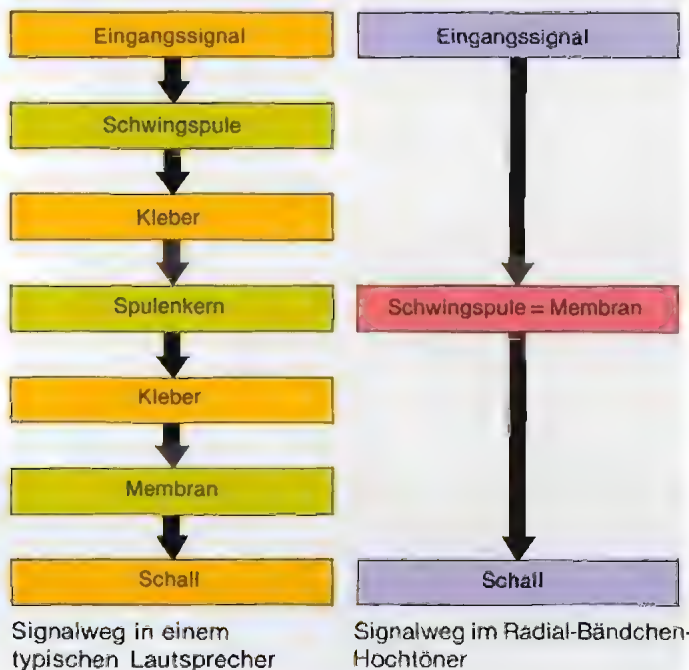 Eingangssignal
Schwingspule
Kleber
Spulenkern
Kleber
Membran
Schall
Signalweg in einem
typischen Lautsprecher
Eingangssignal
Schwingspule = Membran
Schall
Signalweg im Radial-Bändchen-
Hochtöner